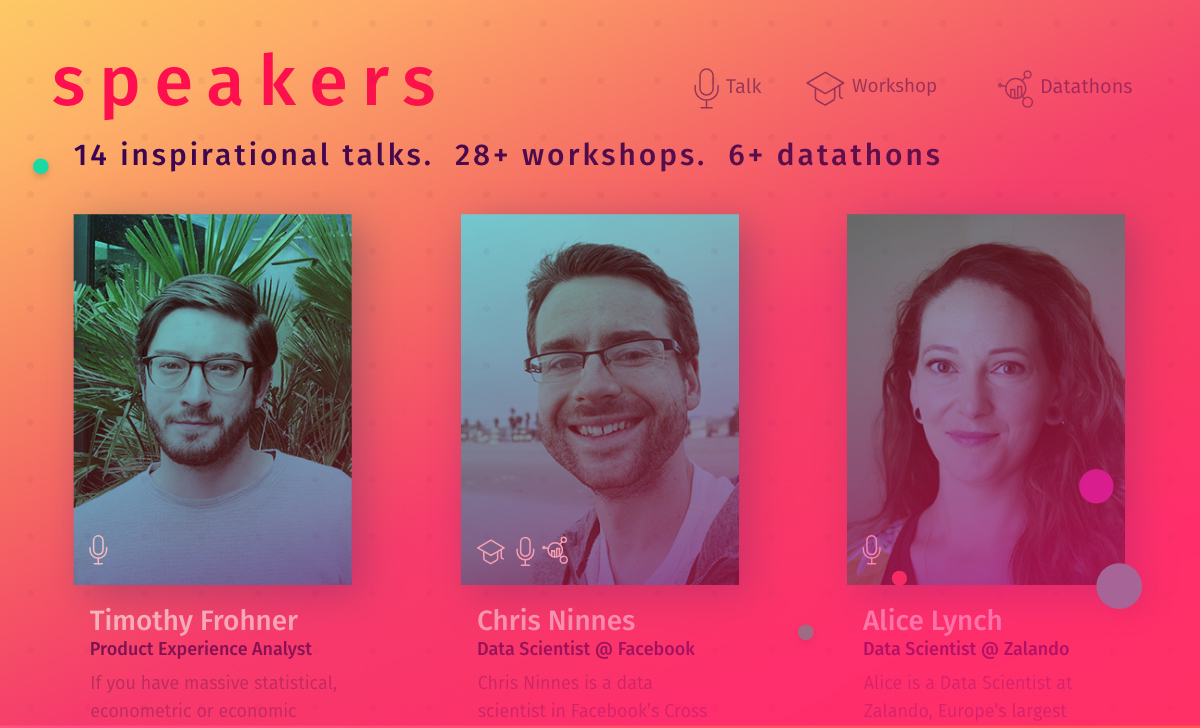 speakers
Talk
Workshop
Datathons
14 inspirational talks. 28+ workshops. 6+ datathons
Timothy Frohner
Product Experience Analyst
If you have massive statistical,
econometric or economic
Chris Ninnes
Data Scientist @ Facebook
Chris Ninnes is a data
scientist in Facebook's Cross
Alice Lynch
Data Scientist @ Zalando
Alice is a Data Scientist at
Zalando, Europe's largest